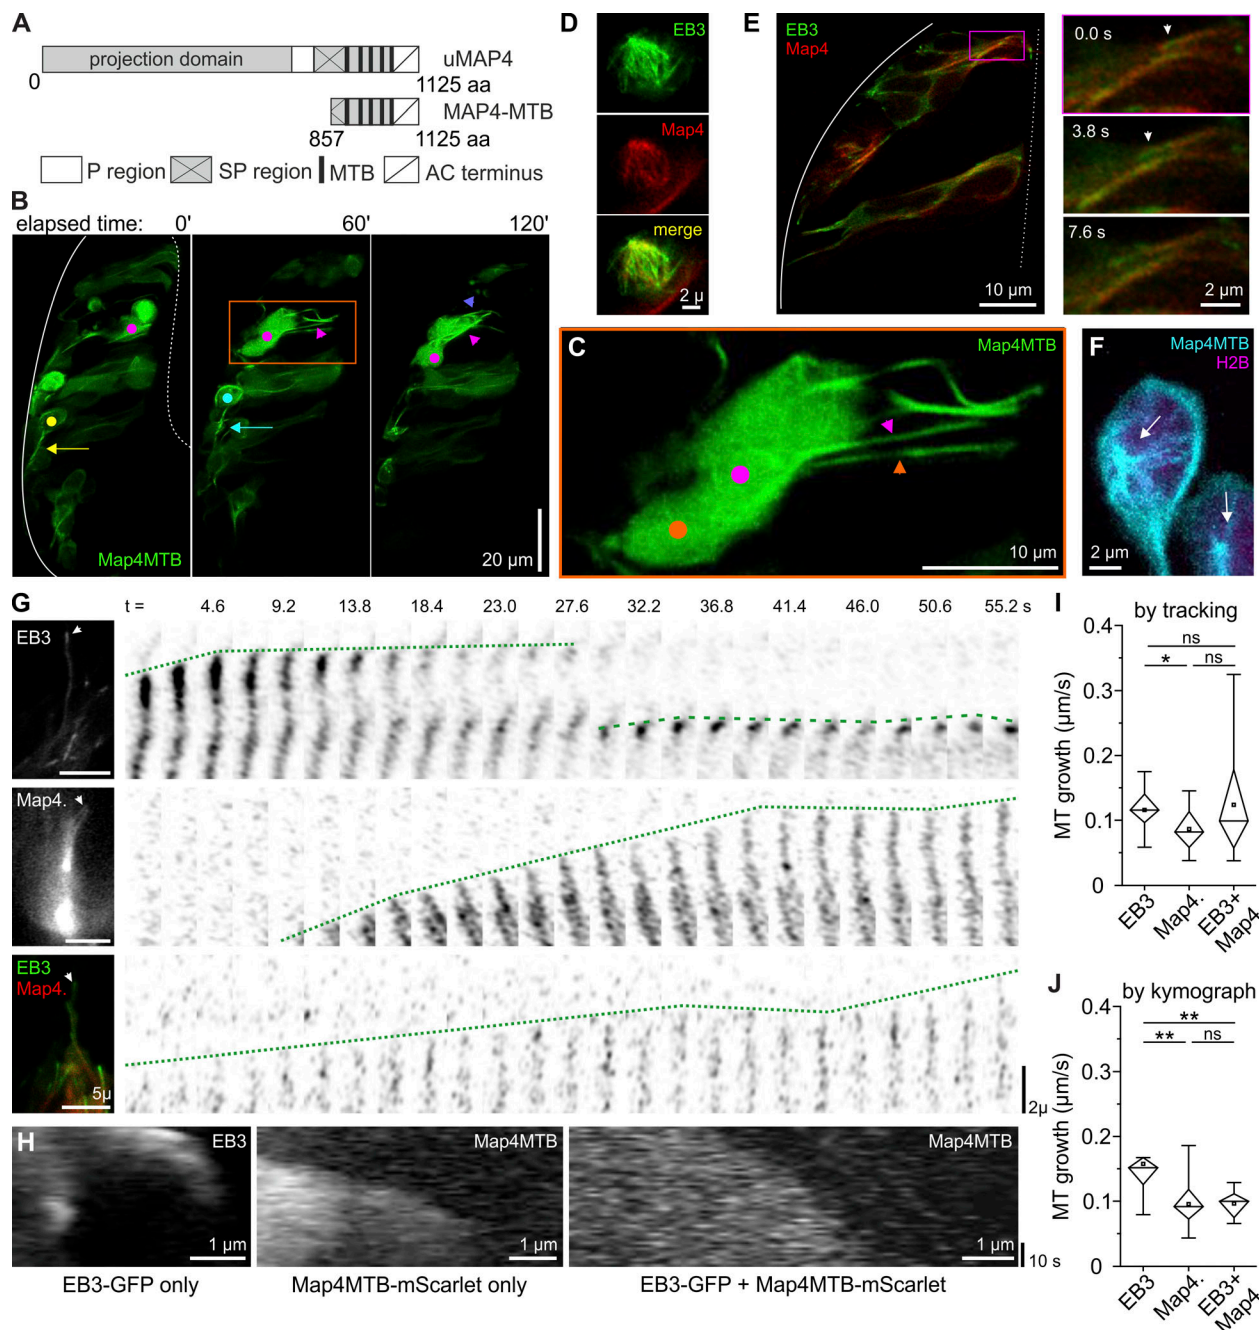 A
projection domain
uMAP4
0
1125 aa
MAP4-MTB
857
1125 aa
P region
SP region
MTB
AC terminus
B
elapsed time:
0'
60'
120'
Map4MTB
20 µm
C
Map4MTB
10 µm
D
EB3
Map4
merge
2 µ
E
EB3
Map4
10 µm
0.0 s
3.8 s
7.6 s
2 µm
F
Map4MTB
H2B
2 µm
G
t =
4.6
9.2
13.8
18.4
23.0
27.6
32.2
36.8
41.4
46.0
50.6
55.2 s
EB3
Map4.
EB3
Map4.
5µ
2µ
H
EB3
1 µm
Map4MTB
1 µm
Map4MTB
1 µm
10 s
EB3-GFP only
Map4MTB-mScarlet only
EB3-GFP + Map4MTB-mScarlet
I
by tracking
MT growth (µm/s)
0.4
0.3
0.2
0.1
0
ns
*
ns
EB3
Map4.
EB3+
Map4
J
by kymograph
MT growth (µm/s)
0.4
0.3
0.2
0.1
0
**
**
ns
EB3
Map4.
EB3+
Map4